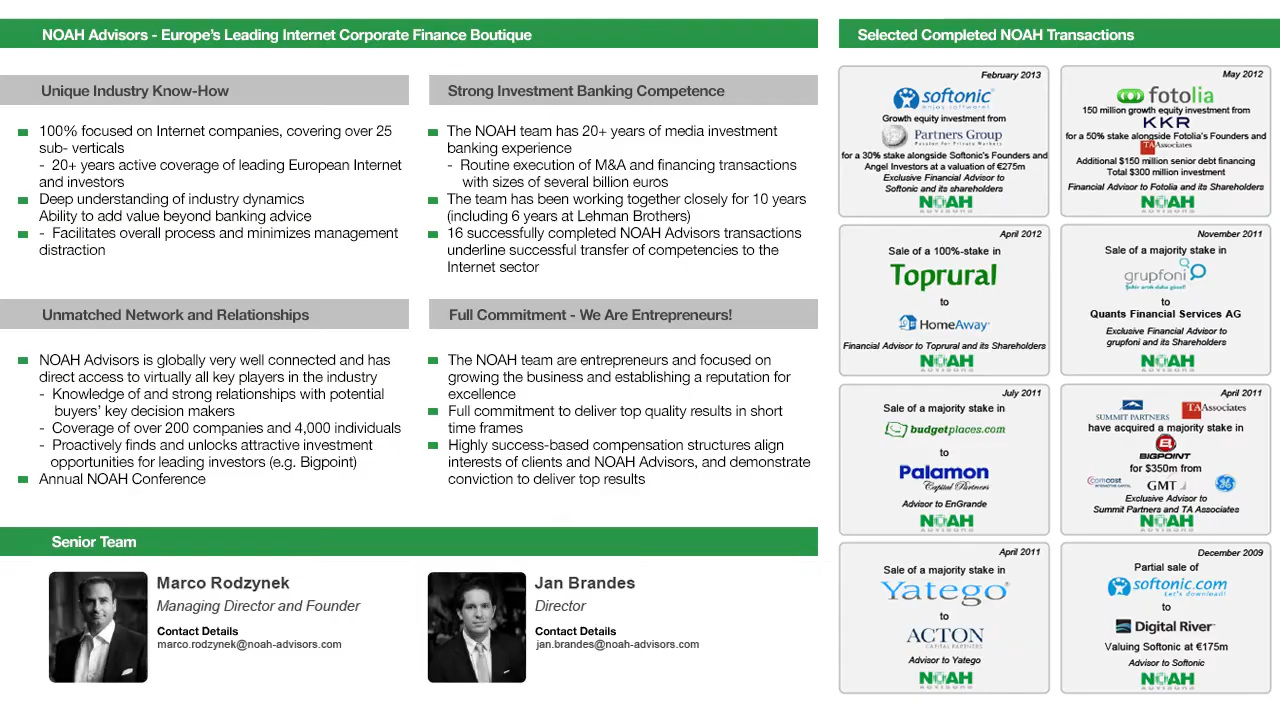 NOAH Advisors - Europe's Leading Internet Corporate Finance Boutique
Unique Industry Know-How
100% focused on Internet companies, covering over 25
sub- verticals
- 20+ years active coverage of leading European Internet
and investors
Deep understanding of industry dynamics
Ability to add value beyond banking advice
- Facilitates overall process and minimizes management
distraction
Strong Investment Banking Competence
The NOAH team has 20+ years of media investment
banking experience
- Routine execution of M&A and financing transactions
with sizes of several billion euros
The team has been working together closely for 10 years
(including 6 years at Lehman Brothers)
16 successfully completed NOAH Advisors transactions
underline successful transfer of competencies to the
Internet sector
Unmatched Network and Relationships
NOAH Advisors is globally very well connected and has
direct access to virtually all key players in the industry
- Knowledge of and strong relationships with potential
buyers' key decision makers
- Coverage of over 200 companies and 4,000 individuals
- Proactively finds and unlocks attractive investment
opportunities for leading investors (e.g. Bigpoint)
Annual NOAH Conference
Full Commitment - We Are Entrepreneurs!
The NOAH team are entrepreneurs and focused on
growing the business and establishing a reputation for
excellence
Full commitment to deliver top quality results in short
time frames
Highly success-based compensation structures align
interests of clients and NOAH Advisors, and demonstrate
conviction to deliver top results
Senior Team
Marco Rodzynek
Managing Director and Founder
Contact Details
marco.rodzynek@noah-advisors.com
Jan Brandes
Director
Contact Details
jan.brandes@noah-advisors.com
Selected Completed NOAH Transactions
February 2013
softonic
enjoy software!
Growth equity investment from
Partners Group
Passion for Private Markets
for a 30% stake alongside Softonic's Founders and
Angel Investors at a valuation of €275m
Exclusive Financial Advisor to
Softonic and its shareholders
NOAH
ADVISORS
May 2012
fotolia
150 million growth equity investment from
KKR
for a 50% stake alongside Fotolia's Founders and
TA Associates
Additional $150 million senior debt financing
Total $300 million investment
Financial Advisor to Fotolia and its Shareholders
NOAH
ADVISORS
April 2012
Sale of a 100%-stake in
Toprural
to
HomeAway
Financial Advisor to Toprural and its Shareholders
NOAH
ADVISORS
November 2011
Sale of a majority stake in
grupfoni
to
Quants Financial Services AG
Exclusive Financial Advisor to
grupfoni and its Shareholders
NOAH
ADVISORS
July 2011
Sale of a majority stake in
budgetplaces.com
to
Palamon
Capital Partners
Advisor to EnGrande
NOAH
ADVISORS
April 2011
SUMMIT PARTNERS TA Associates
have acquired a majority stake in
BIGPOINT
for $350m from
comcast GMT GE
Exclusive Advisor to
Summit Partners and TA Associates
NOAH
ADVISORS
April 2011
Sale of a majority stake in
Yatego
to
ACTON
CAPITAL PARTNERS
Advisor to Yatego
NOAH
ADVISORS
December 2009
Partial sale of
softonic.com
Let's download!
to
Digital River
Valuing Softonic at €175m
Advisor to Softonic
NOAH
ADVISORS